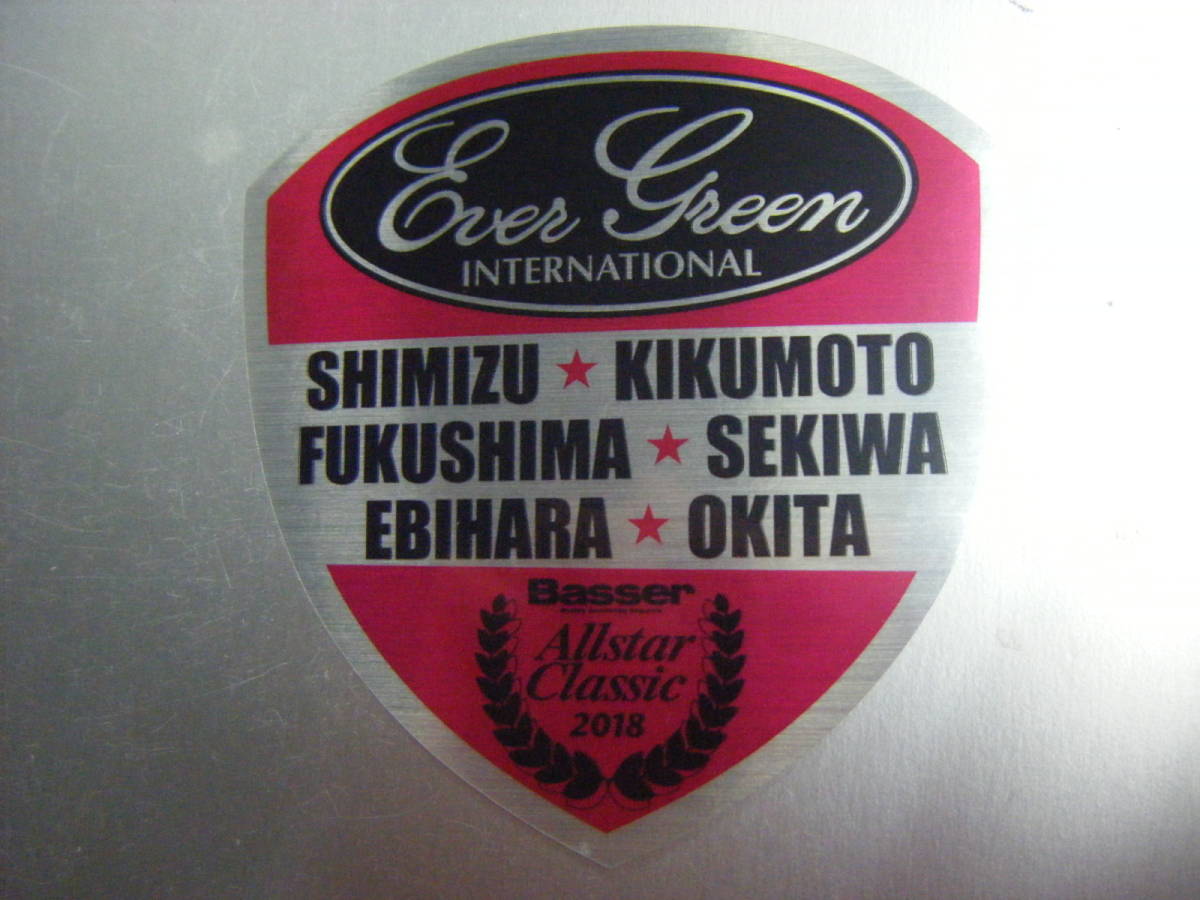 Ever Green
INTERNATIONAL
SHIMIZU ★ KIKUMOTO
FUKUSHIMA ★ SEKIWA
EBIHARA ★ OKITA
Basser
Allstar
Classic
2018